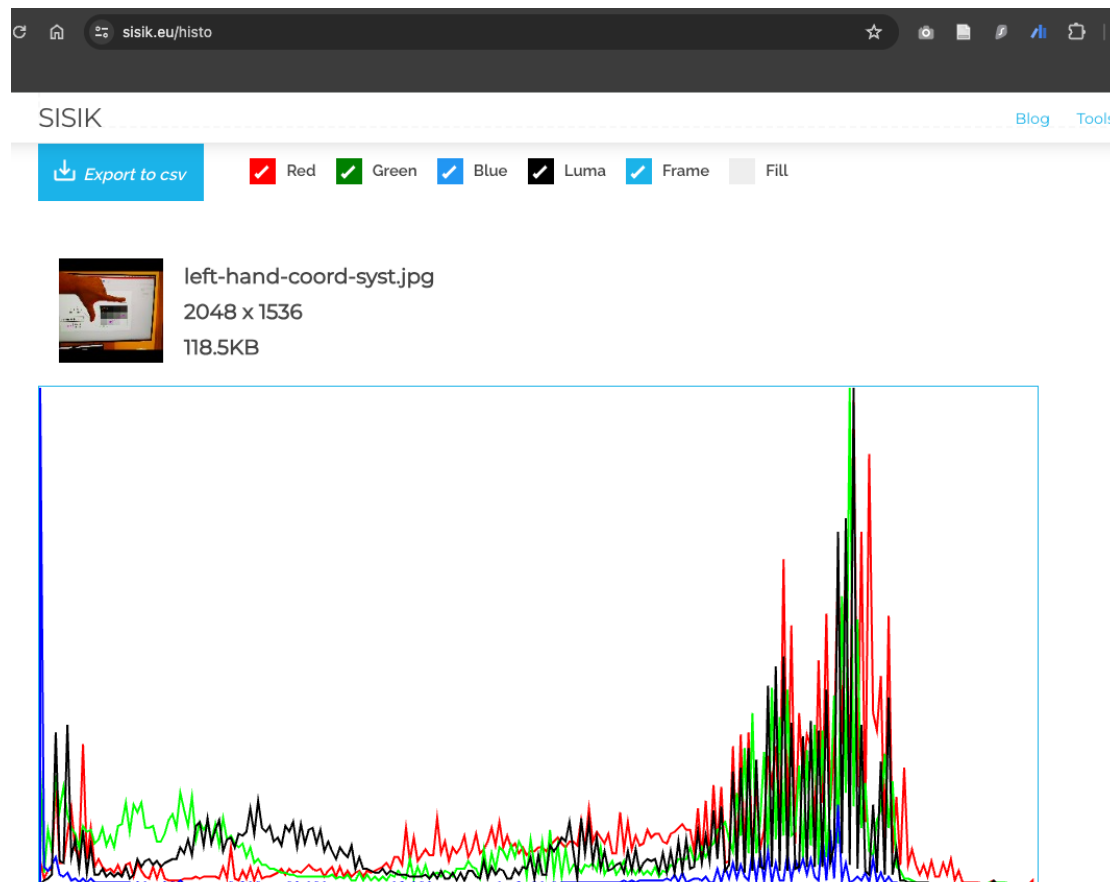 sisik.eu/histo
SISIK
Blog Tools
Export to csv Red Green Blue Luma Frame Fill
left-hand-coord-syst.jpg
2048 x 1536
118.5KB